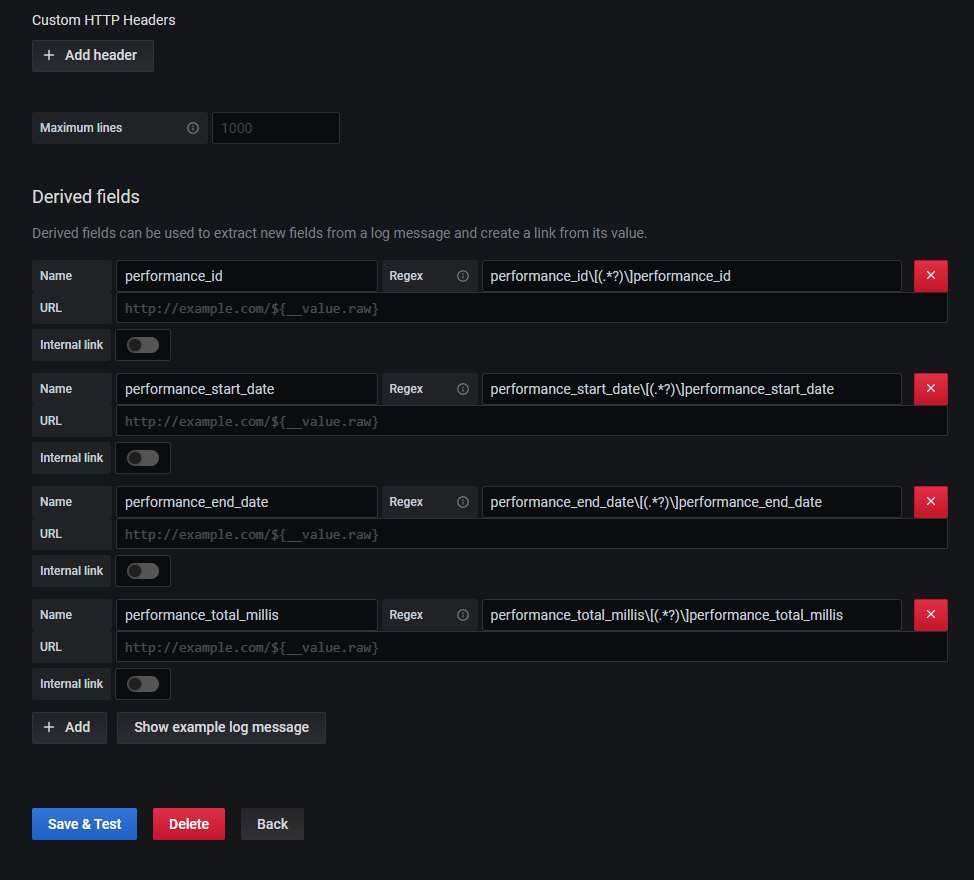 Custom HTTP Headers
+ Add header
Maximum lines 1000
Derived fields
Derived fields can be used to extract new fields from a log message and create a link from its value.
Name performance_id Regex performance_id\[(.*?)\]performance_id ×
URL http://example.com/${__value.raw}
Internal link
Name performance_start_date Regex performance_start_date\[(.*?)\]performance_start_date ×
URL http://example.com/${__value.raw}
Internal link
Name performance_end_date Regex performance_end_date\[(.*?)\]performance_end_date ×
URL http://example.com/${__value.raw}
Internal link
Name performance_total_millis Regex performance_total_millis\[(.*?)\]performance_total_millis ×
URL http://example.com/${__value.raw}
Internal link
+ Add Show example log message
Save & Test Delete Back